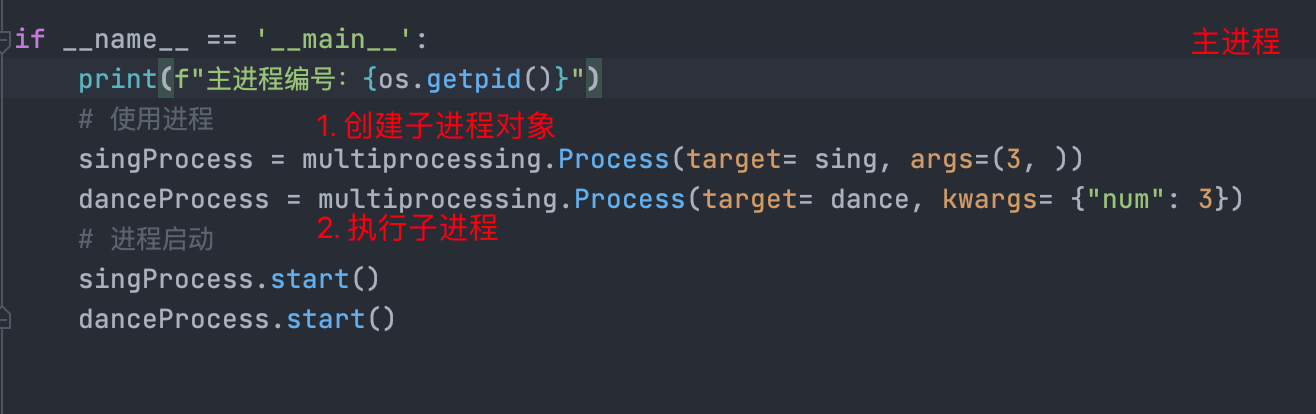 if __name__ == '__main__':
主进程
print(f"主进程编号：{os.getpid()}")
# 使用进程
1. 创建子进程对象
singProcess = multiprocessing.Process(target= sing, args=(3, ))
danceProcess = multiprocessing.Process(target= dance, kwargs= {"num": 3})
2. 执行子进程
# 进程启动
singProcess.start()
danceProcess.start()